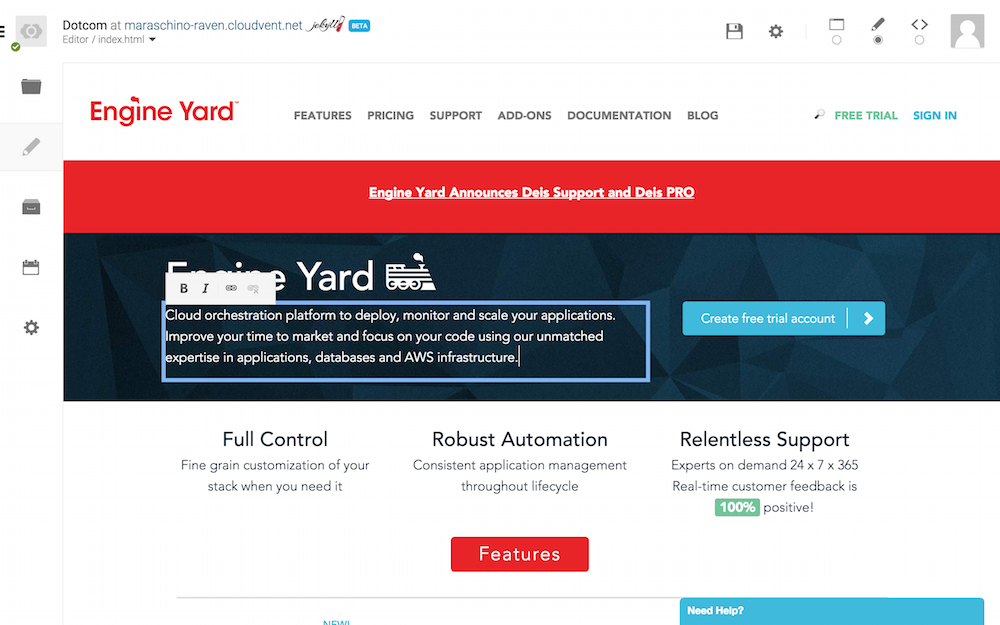 Dotcom at maraschino-raven.cloudvent.net jekyll BETA
Editor / index.html
Engine Yard™
FEATURES PRICING SUPPORT ADD-ONS DOCUMENTATION BLOG FREE TRIAL SIGN IN
Engine Yard Announces Deis Support and Deis PRO
Engine Yard
B I
Cloud orchestration platform to deploy, monitor and scale your applications.
Improve your time to market and focus on your code using our unmatched
expertise in applications, databases and AWS infrastructure.
Create free trial account
Full Control
Fine grain customization of your
stack when you need it
Robust Automation
Consistent application management
throughout lifecycle
Relentless Support
Experts on demand 24 x 7 x 365
Real-time customer feedback is
100% positive!
Features
NEW!
Need Help?